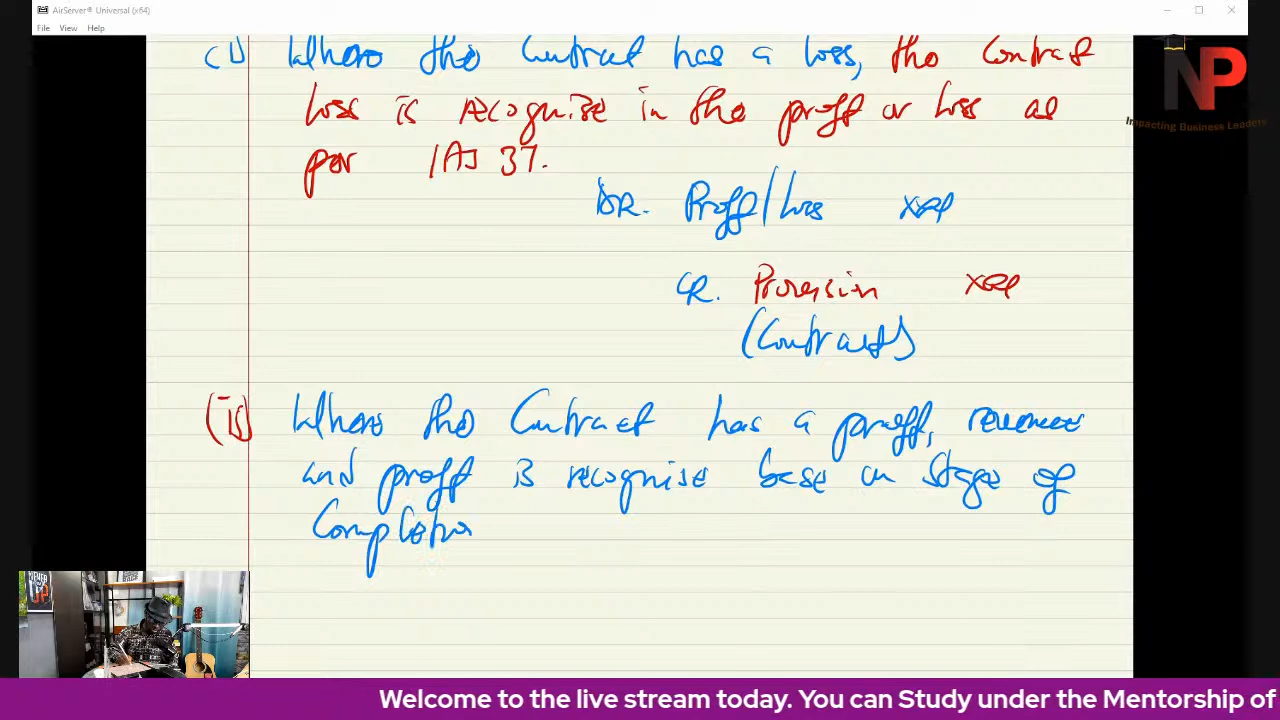 AirServer® Universal (x64)
File View Help
(i) Where the Contract has a loss, the Contract
loss is recognise in the profit or loss as
per IAS 37.
DR. Profit/loss xxx
CR. Provision xxx
(Contract)
(ii) Where the Contract has a profit, revenue
and profit is recognise base on stage of
Completion
NP
Impacting Business Leaders
Welcome to the live stream today. You can Study under the Mentorship of